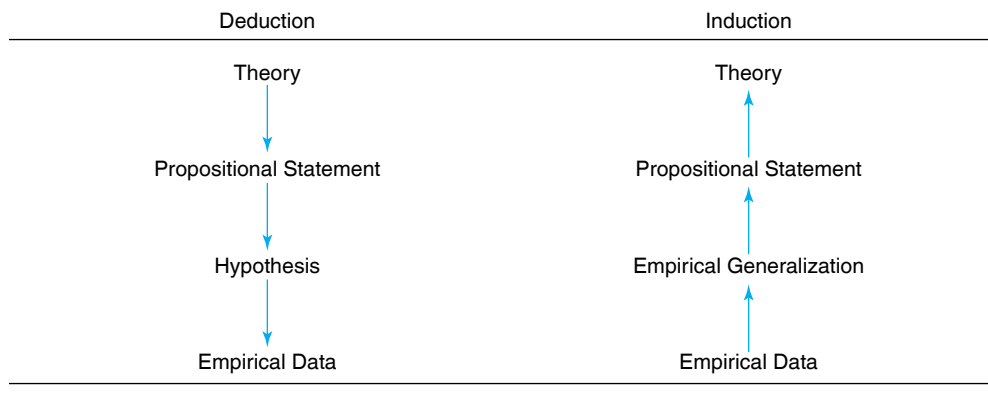 Deduction Induction
Theory Theory
Propositional Statement Propositional Statement
Hypothesis Empirical Generalization
Empirical Data Empirical Data